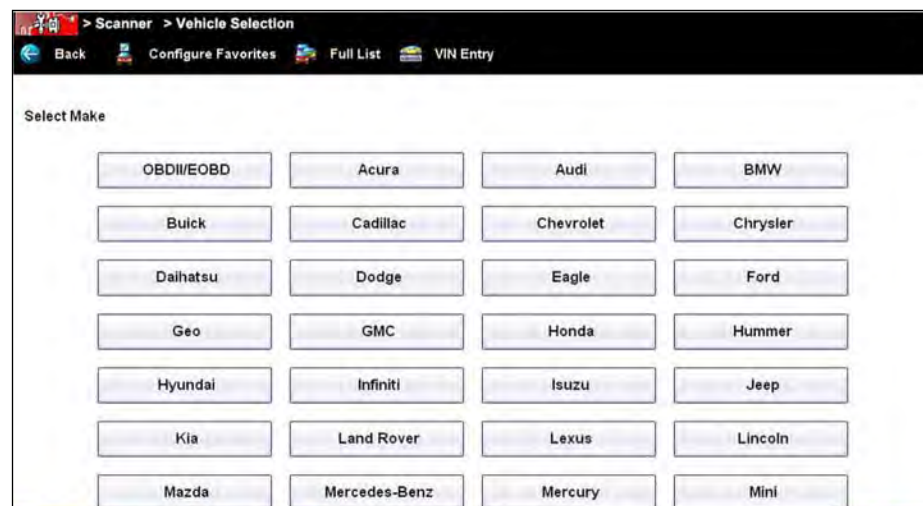 > Scanner > Vehicle Selection
Back Configure Favorites Full List VIN Entry
Select Make
OBDII/EOBD Acura Audi BMW
Buick Cadillac Chevrolet Chrysler
Daihatsu Dodge Eagle Ford
Geo GMC Honda Hummer
Hyundai Infiniti Isuzu Jeep
Kia Land Rover Lexus Lincoln
Mazda Mercedes-Benz Mercury Mini